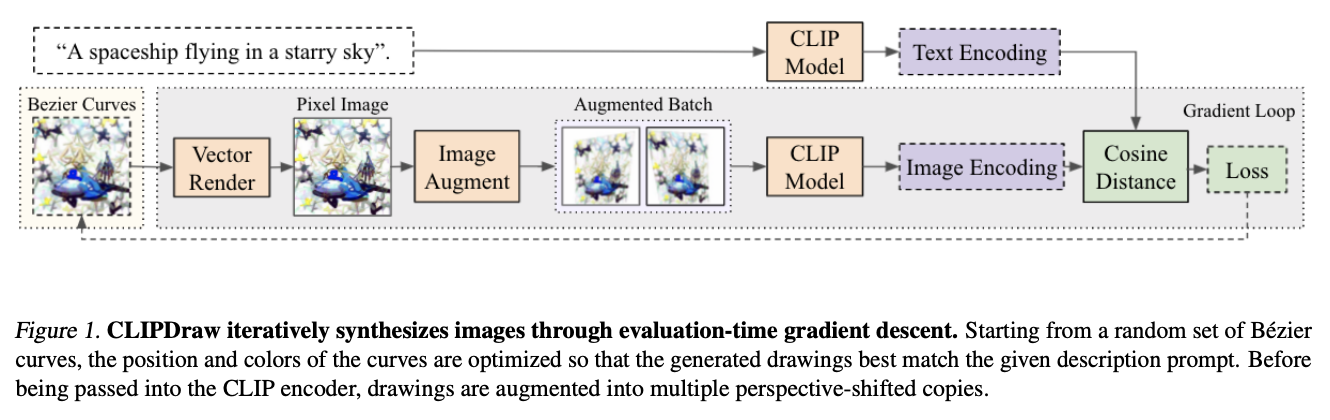 “A spaceship flying in a starry sky”.
CLIP
Model
Text Encoding
Bezier Curves
Pixel Image
Augmented Batch
Gradient Loop
Vector
Render
Image
Augment
CLIP
Model
Image Encoding
Cosine
Distance
Loss
Figure 1. CLIPDraw iteratively synthesizes images through evaluation-time gradient descent. Starting from a random set of Bézier
curves, the position and colors of the curves are optimized so that the generated drawings best match the given description prompt. Before
being passed into the CLIP encoder, drawings are augmented into multiple perspective-shifted copies.